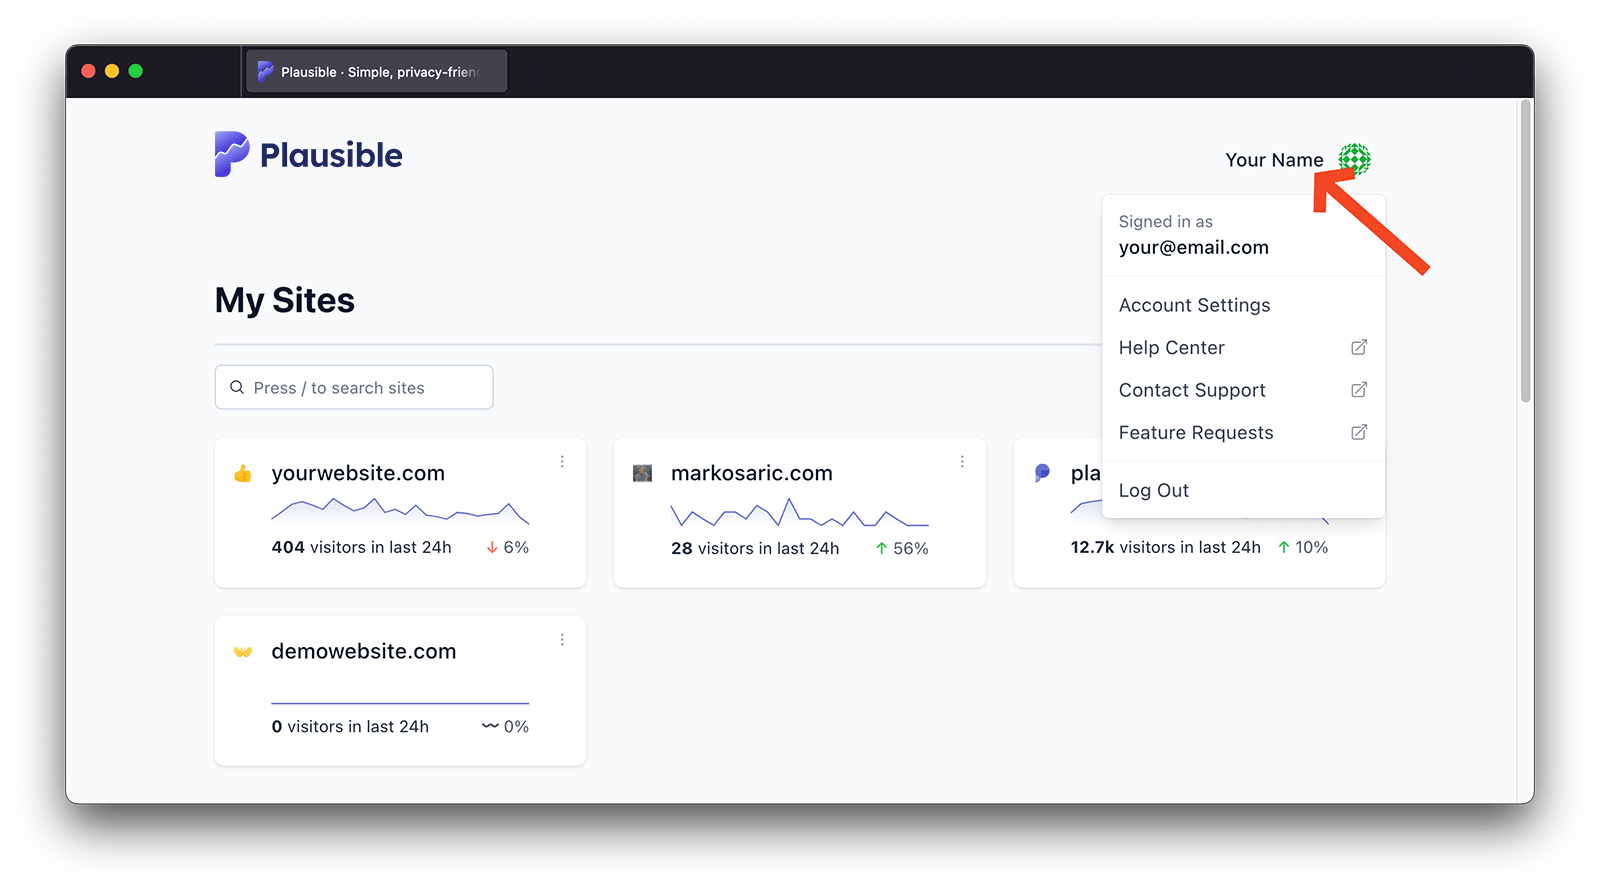 Plausible · Simple, privacy-frien
Plausible
Your Name
Signed in as
your@email.com
Account Settings
Help Center
Contact Support
Feature Requests
Log Out
My Sites
Press / to search sites
yourwebsite.com
404 visitors in last 24h 6%
markosaric.com
28 visitors in last 24h 56%
pla
12.7k visitors in last 24h 10%
demowebsite.com
0 visitors in last 24h 0%